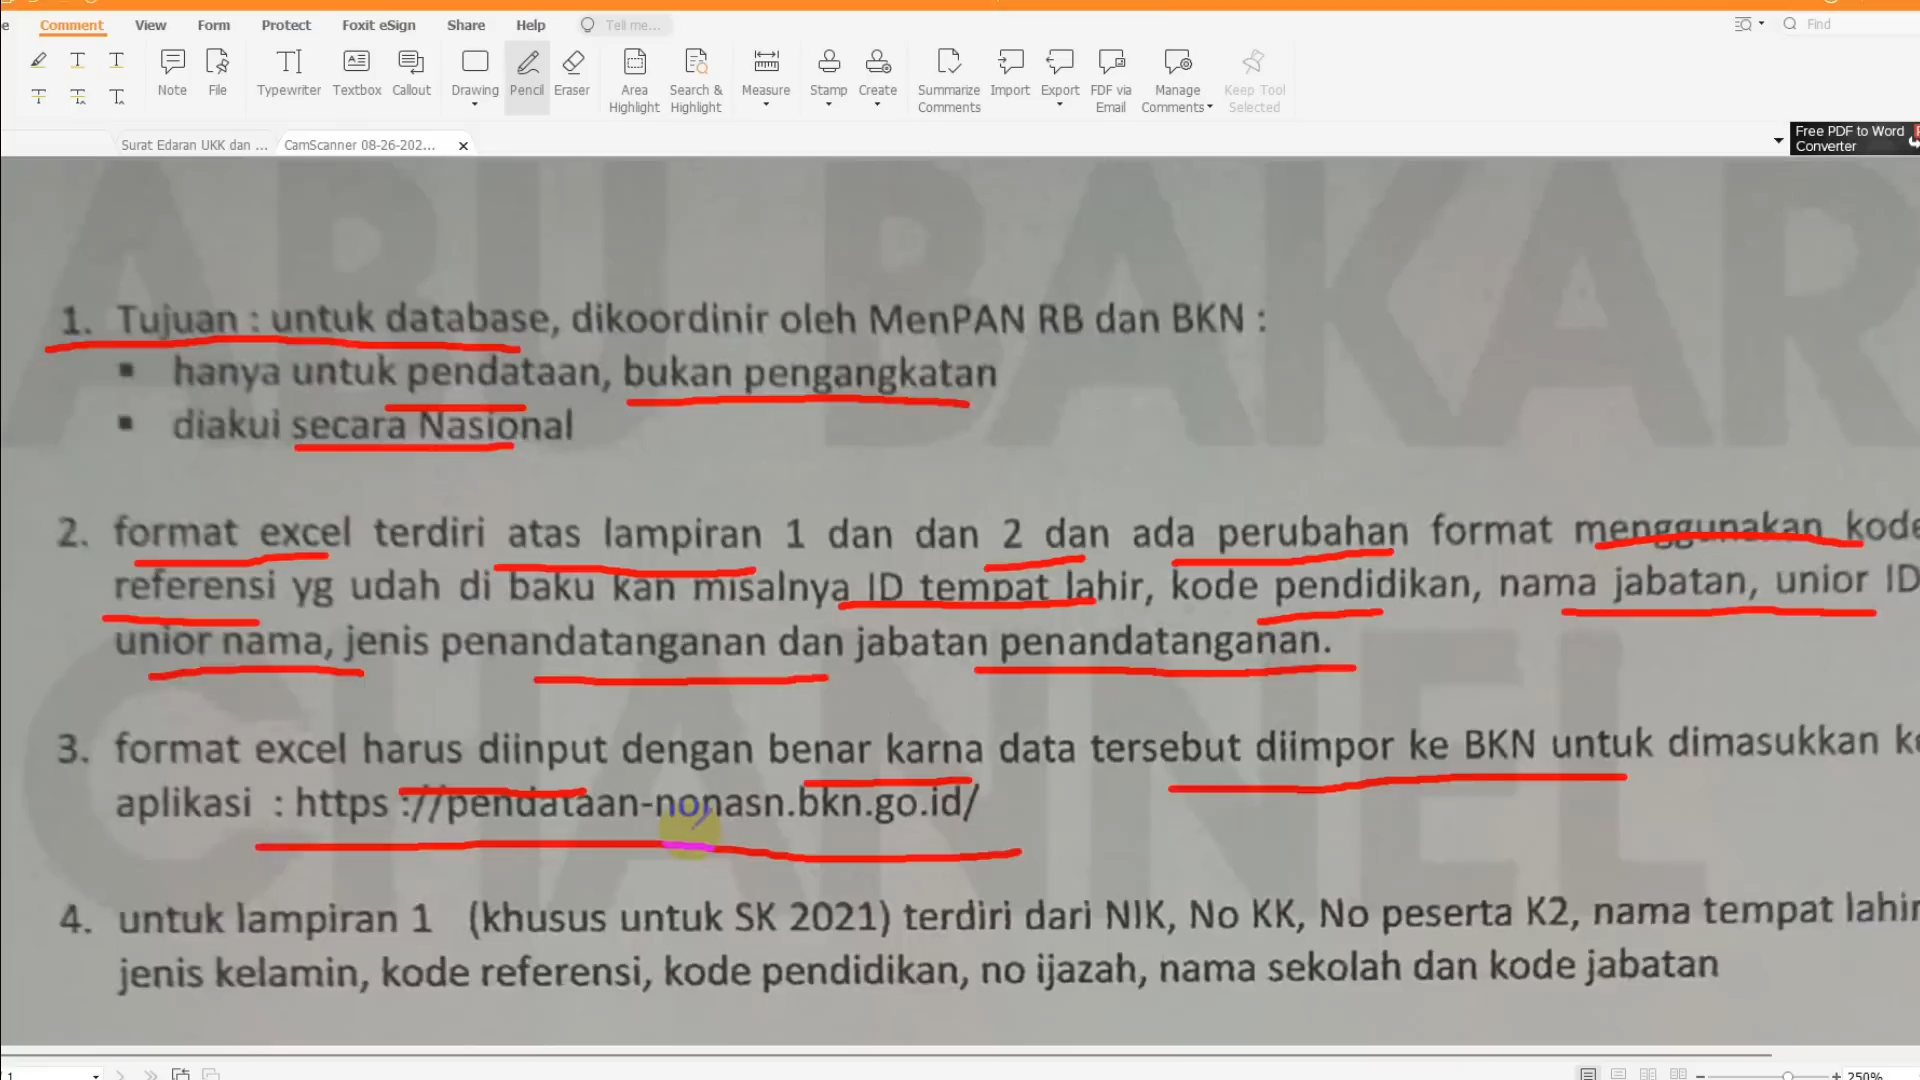 Comment View Form Protect Foxit eSign Share Help Tell me... Find
Note File Typewriter Textbox Callout Drawing Pencil Eraser Area Highlight Search & Highlight Measure Stamp Create Summarize Comments Import Export FDF via Email Manage Comments Keep Tool Selected
Surat Edaran UKK dan ... CamScanner 08-26-202...
Free PDF to Word
Converter
ABU BAKAR
CHANNEL
1. Tujuan : untuk database, dikoordinir oleh MenPAN RB dan BKN :
▪ hanya untuk pendataan, bukan pengangkatan
▪ diakui secara Nasional
2. format excel terdiri atas lampiran 1 dan dan 2 dan ada perubahan format menggunakan kode
referensi yg udah di baku kan misalnya ID tempat lahir, kode pendidikan, nama jabatan, unior ID
unior nama, jenis penandatanganan dan jabatan penandatanganan.
3. format excel harus diinput dengan benar karna data tersebut diimpor ke BKN untuk dimasukkan ke
aplikasi : https ://pendataan-nonasn.bkn.go.id/
4. untuk lampiran 1 (khusus untuk SK 2021) terdiri dari NIK, No KK, No peserta K2, nama tempat lahir
jenis kelamin, kode referensi, kode pendidikan, no ijazah, nama sekolah dan kode jabatan
250%